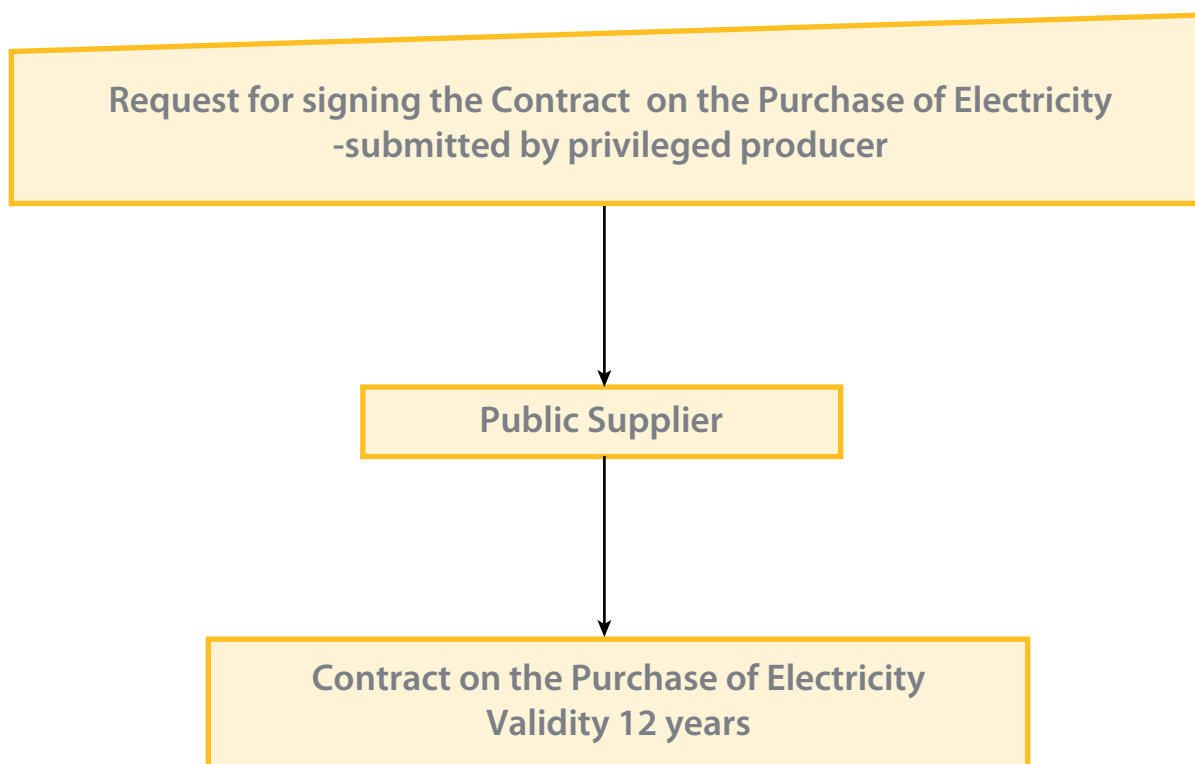 Request for signing the Contract on the Purchase of Electricity
-submitted by privileged producer
Public Supplier
Contract on the Purchase of Electricity
Validity 12 years